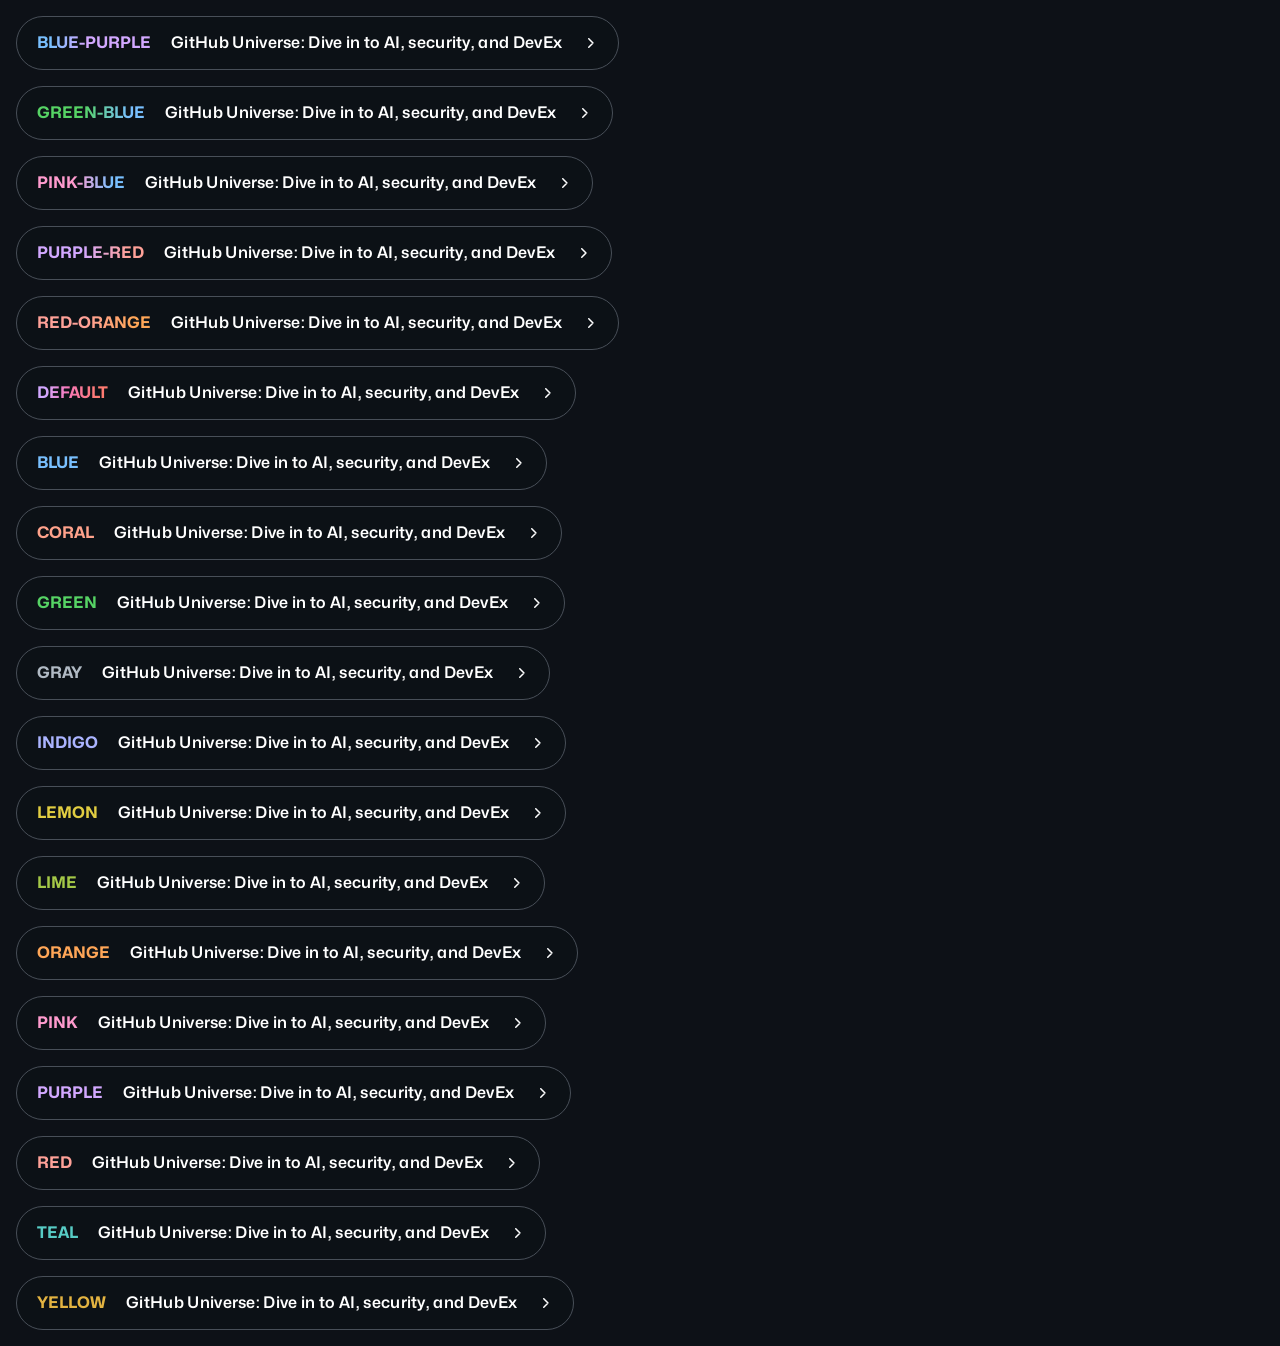 BLUE-PURPLE GitHub Universe: Dive in to AI, security, and DevEx
GREEN-BLUE GitHub Universe: Dive in to AI, security, and DevEx
PINK-BLUE GitHub Universe: Dive in to AI, security, and DevEx
PURPLE-RED GitHub Universe: Dive in to AI, security, and DevEx
RED-ORANGE GitHub Universe: Dive in to AI, security, and DevEx
DEFAULT GitHub Universe: Dive in to AI, security, and DevEx
BLUE GitHub Universe: Dive in to AI, security, and DevEx
CORAL GitHub Universe: Dive in to AI, security, and DevEx
GREEN GitHub Universe: Dive in to AI, security, and DevEx
GRAY GitHub Universe: Dive in to AI, security, and DevEx
INDIGO GitHub Universe: Dive in to AI, security, and DevEx
LEMON GitHub Universe: Dive in to AI, security, and DevEx
LIME GitHub Universe: Dive in to AI, security, and DevEx
ORANGE GitHub Universe: Dive in to AI, security, and DevEx
PINK GitHub Universe: Dive in to AI, security, and DevEx
PURPLE GitHub Universe: Dive in to AI, security, and DevEx
RED GitHub Universe: Dive in to AI, security, and DevEx
TEAL GitHub Universe: Dive in to AI, security, and DevEx
YELLOW GitHub Universe: Dive in to AI, security, and DevEx